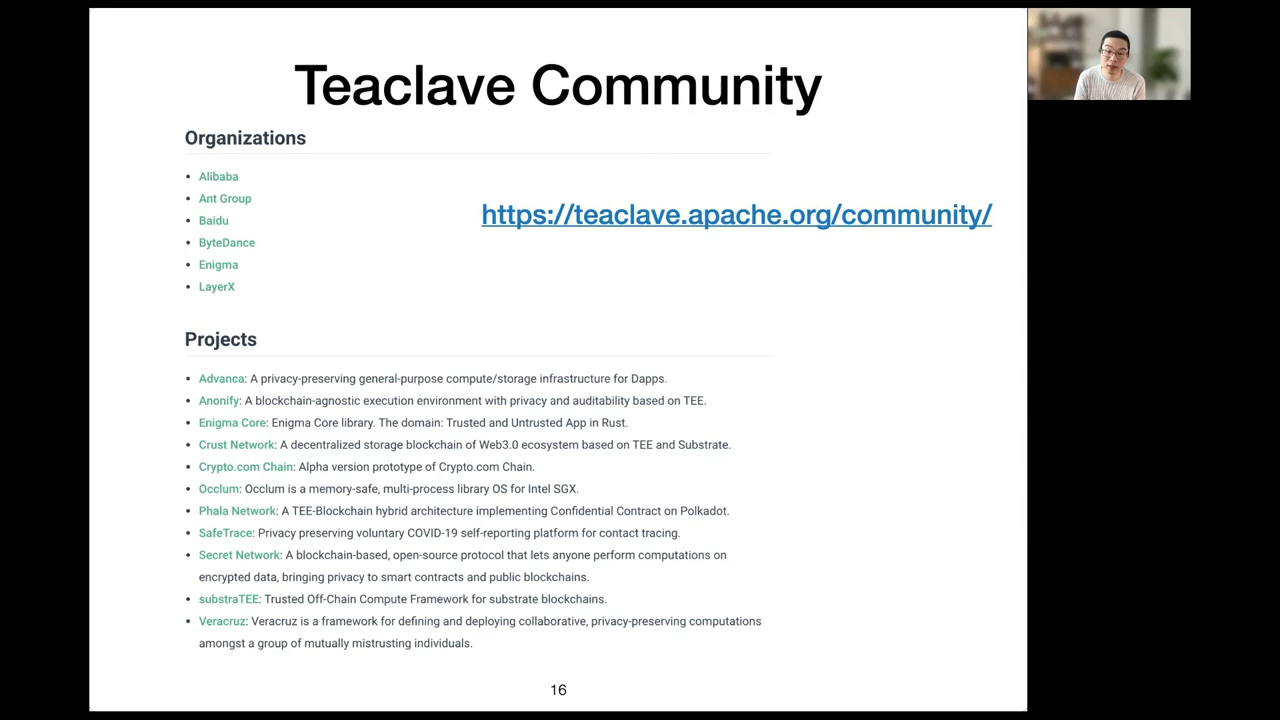 Teaclave Community
Organizations
• Alibaba
• Ant Group
• Baidu
• ByteDance
• Enigma
• LayerX
https://teaclave.apache.org/community/
Projects
• Advanca: A privacy-preserving general-purpose compute/storage infrastructure for Dapps.
• Anonify: A blockchain-agnostic execution environment with privacy and auditability based on TEE.
• Enigma Core: Enigma Core library. The domain: Trusted and Untrusted App in Rust.
• Crust Network: A decentralized storage blockchain of Web3.0 ecosystem based on TEE and Substrate.
• Crypto.com Chain: Alpha version prototype of Crypto.com Chain.
• Occlum: Occlum is a memory-safe, multi-process library OS for Intel SGX.
• Phala Network: A TEE-Blockchain hybrid architecture implementing Confidential Contract on Polkadot.
• SafeTrace: Privacy preserving voluntary COVID-19 self-reporting platform for contact tracing.
• Secret Network: A blockchain-based, open-source protocol that lets anyone perform computations on
encrypted data, bringing privacy to smart contracts and public blockchains.
• substraTEE: Trusted Off-Chain Compute Framework for substrate blockchains.
• Veracruz: Veracruz is a framework for defining and deploying collaborative, privacy-preserving computations
amongst a group of mutually mistrusting individuals.
16